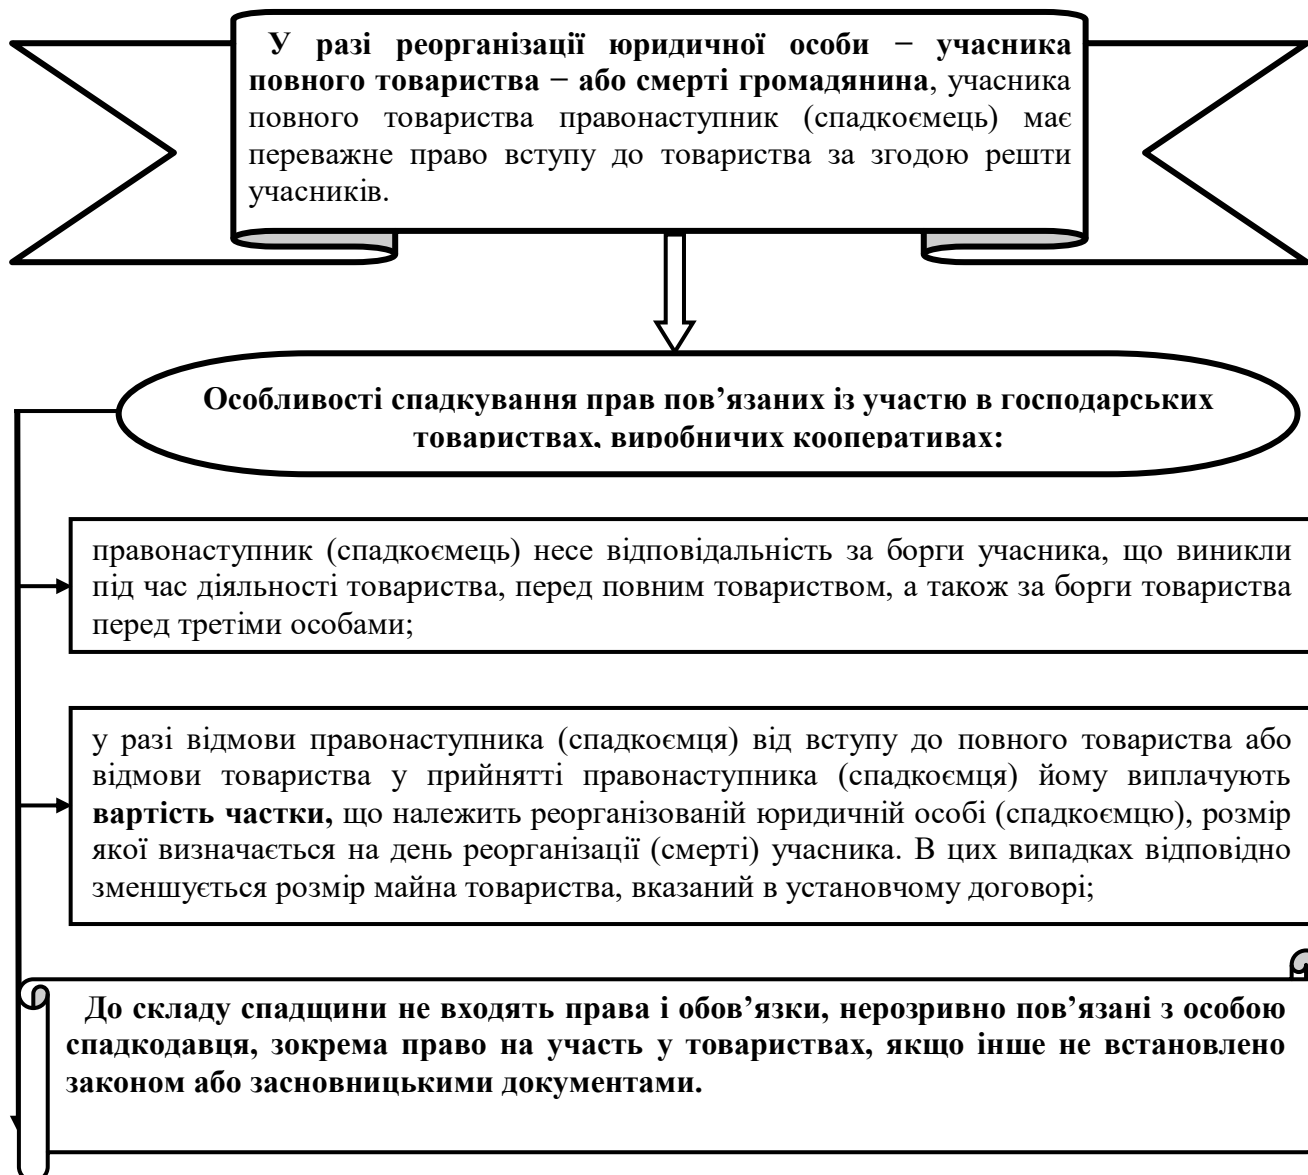 У разі реорганізації юридичної особи − учасника
повного товариства − або смерті громадянина, учасника
повного товариства правонаступник (спадкоємець) має
переважне право вступу до товариства за згодою решти
учасників.
Особливості спадкування прав пов’язаних із участю в господарських
товариствах, виробничих кооперативах:
правонаступник (спадкоємець) несе відповідальність за борги учасника, що виникли
під час діяльності товариства, перед повним товариством, а також за борги товариства
перед третіми особами;
у разі відмови правонаступника (спадкоємця) від вступу до повного товариства або
відмови товариства у прийнятті правонаступника (спадкоємця) йому виплачують
вартість частки, що належить реорганізованій юридичній особі (спадкоємцю), розмір
якої визначається на день реорганізації (смерті) учасника. В цих випадках відповідно
зменшується розмір майна товариства, вказаний в установчому договорі;
До складу спадщини не входять права і обов’язки, нерозривно пов’язані з особою
спадкодавця, зокрема право на участь у товариствах, якщо інше не встановлено
законом або засновницькими документами.